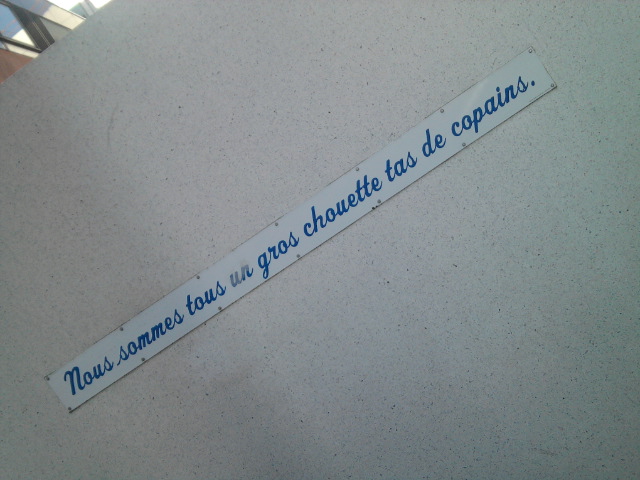 Nous sommes tous un gros chouette tas de copains.